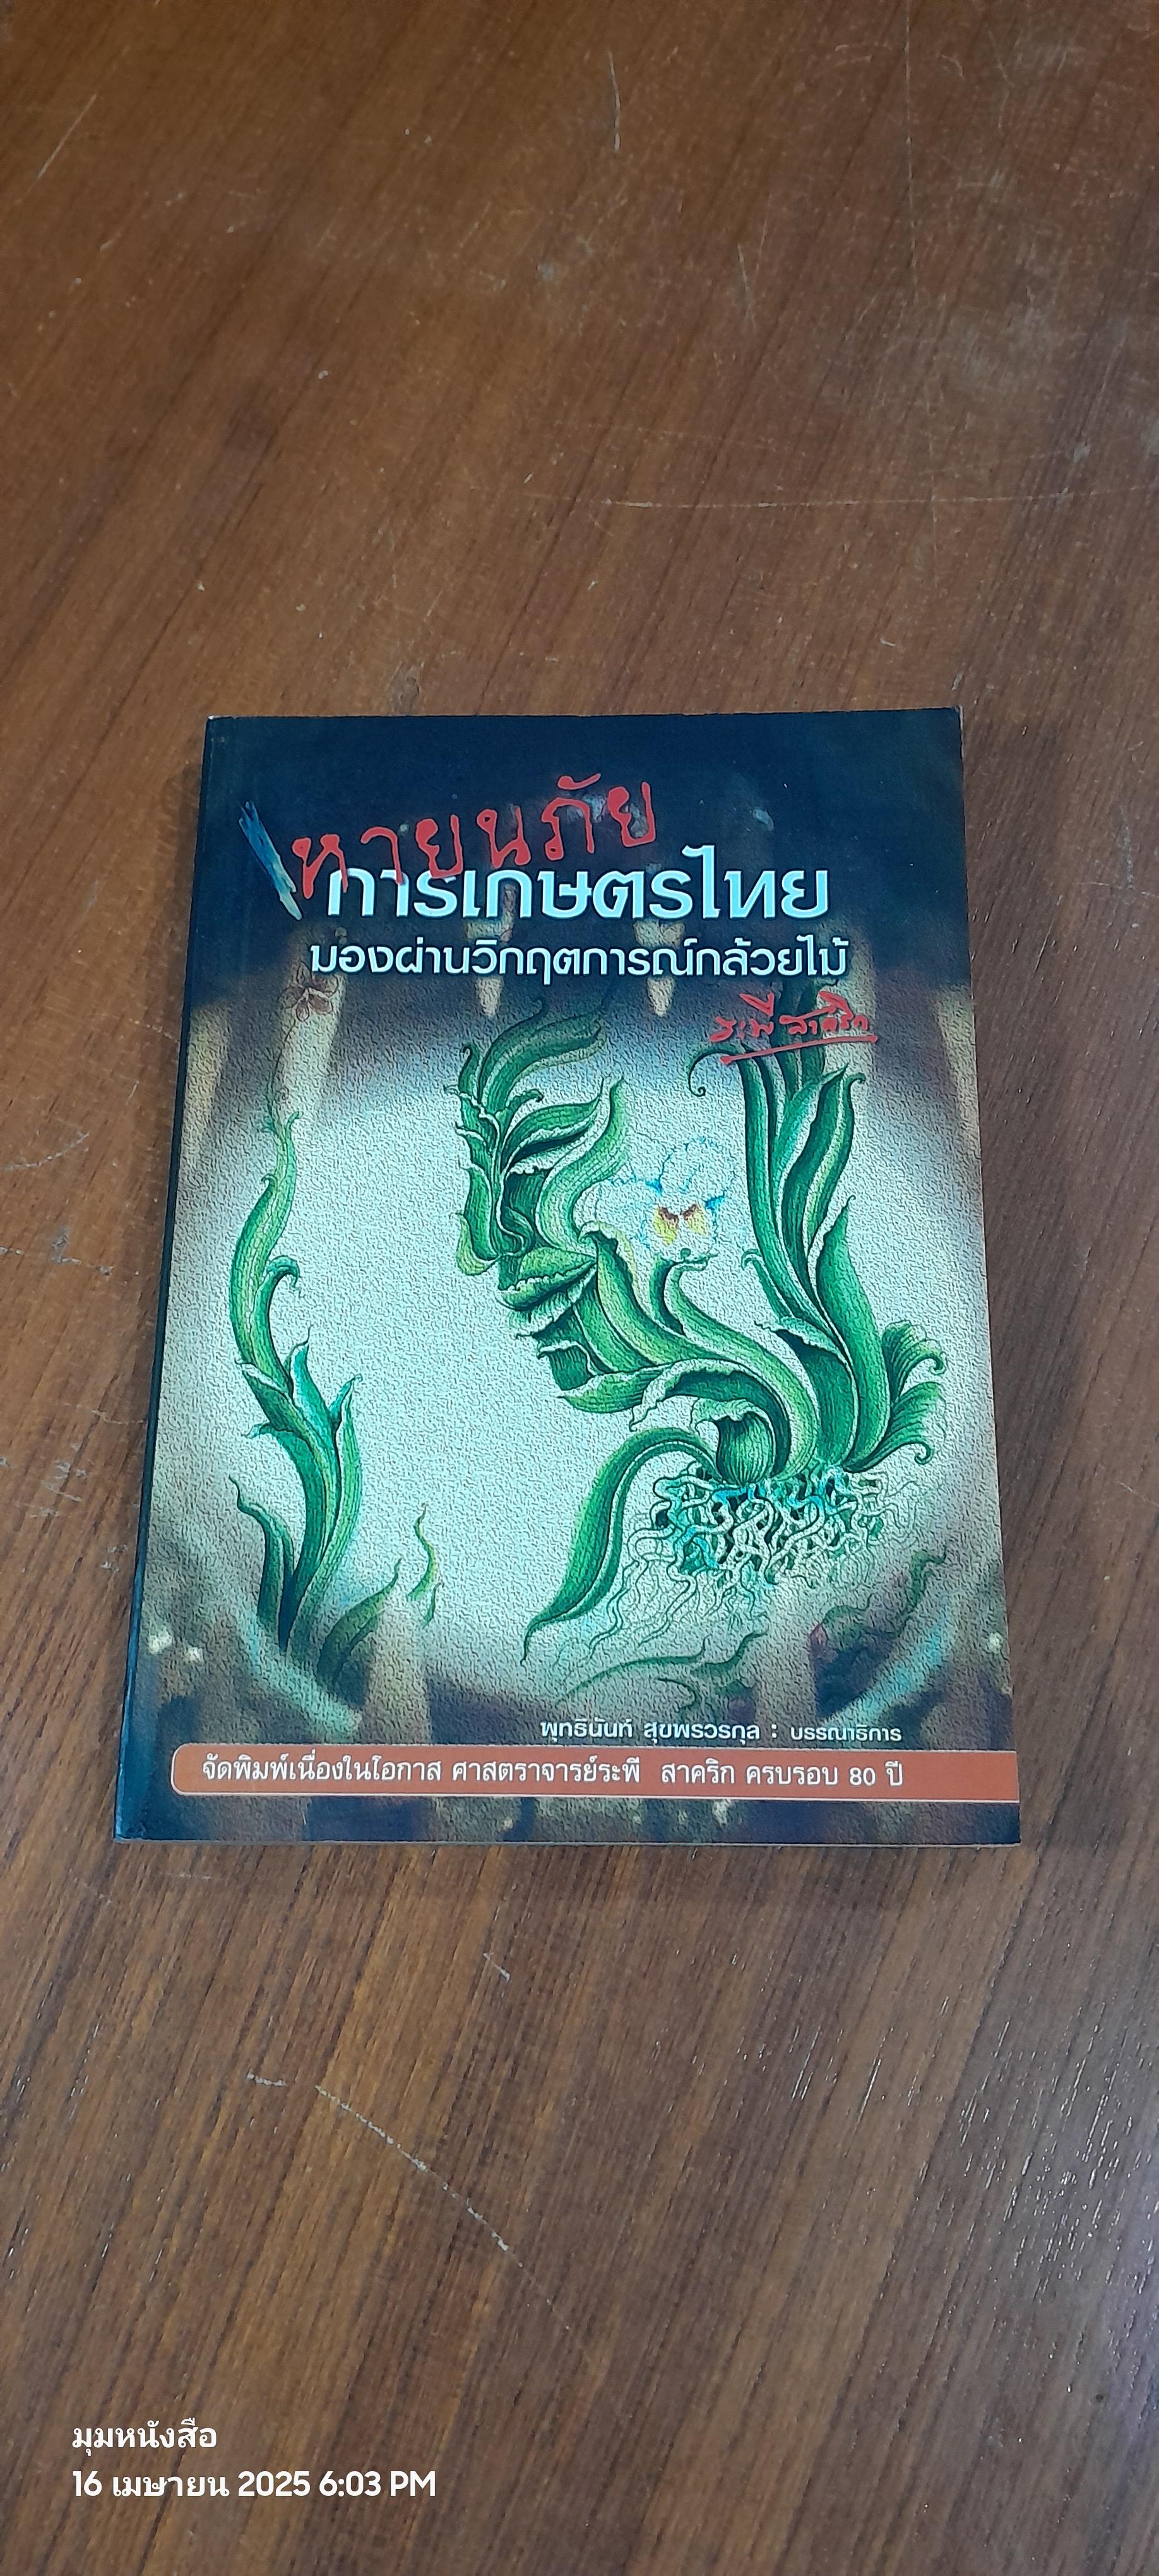 หายนภัย
การเกษตรไทย
มองผ่านวิกฤตการณ์กล้วยไม้
ระพี สาคริก
พุทธินันท์ สุขพรวรกุล : บรรณาธิการ
จัดพิมพ์เนื่องในโอกาส ศาสตราจารย์ระพี สาคริก ครบรอบ 80 ปี
มุมหนังสือ
16 เมษายน 2025 6:03 PM